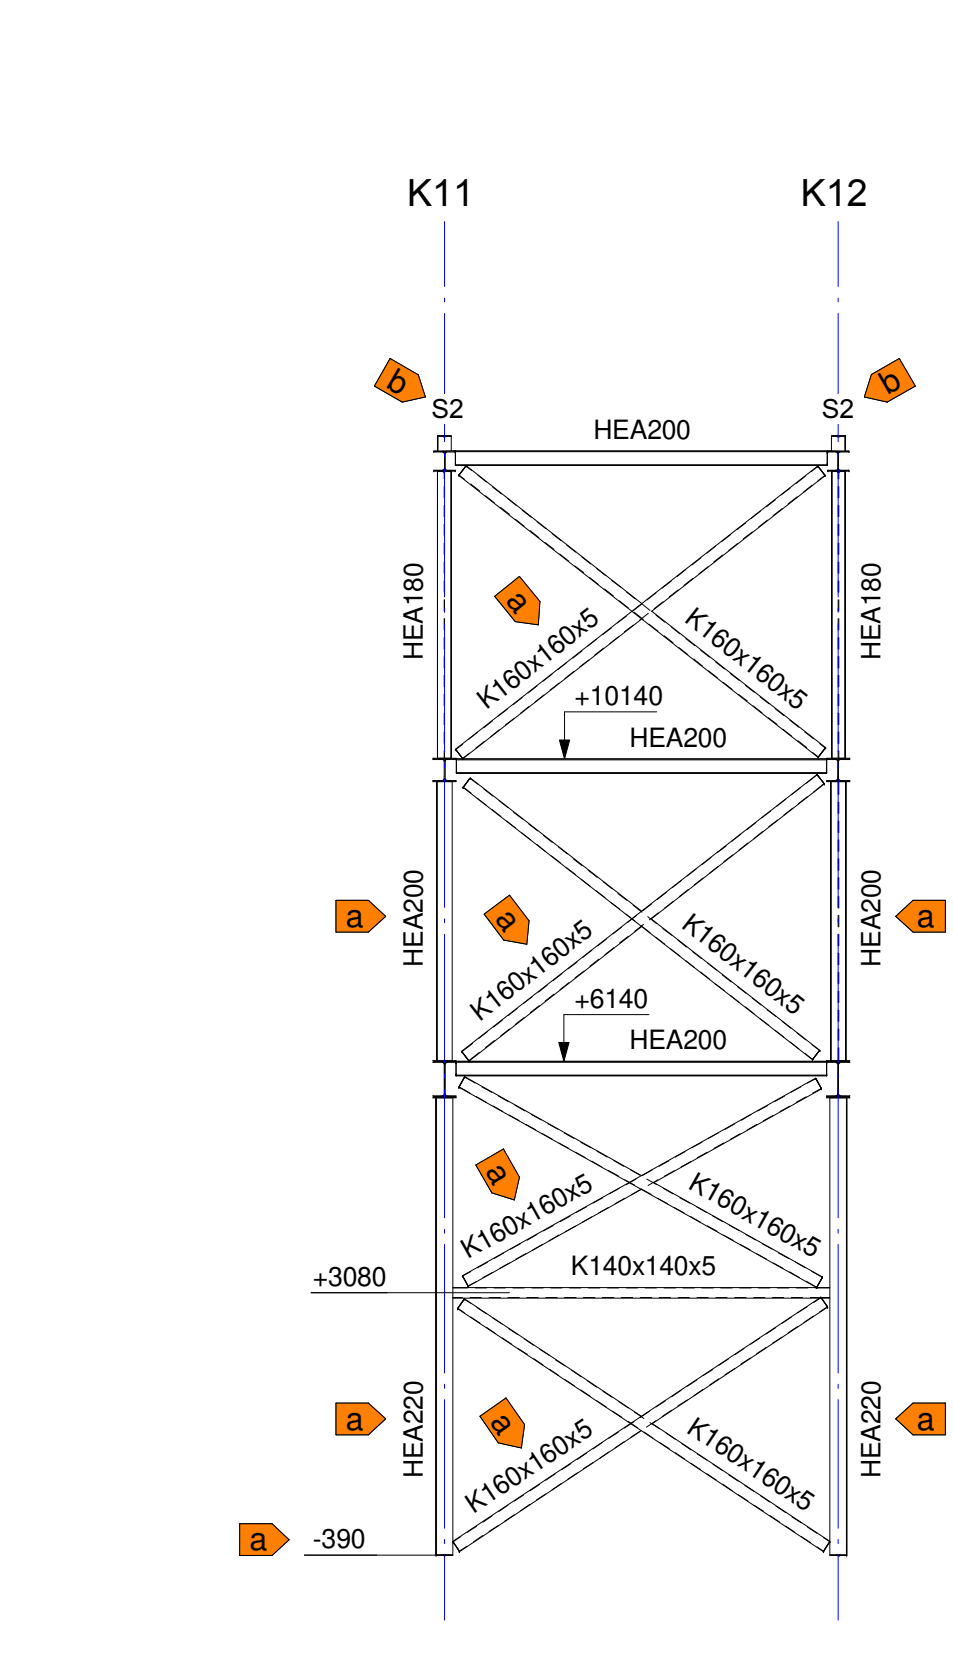 K11 K12
b b
S2 S2
HEA200
HEA180 HEA180
a
K160x160x5 K160x160x5
+10140
HEA200
a HEA200 HEA200 a
a
K160x160x5 K160x160x5
+6140
HEA200
a
K160x160x5 K160x160x5
K140x140x5
+3080
a HEA220 HEA220 a
a
K160x160x5 K160x160x5
a -390